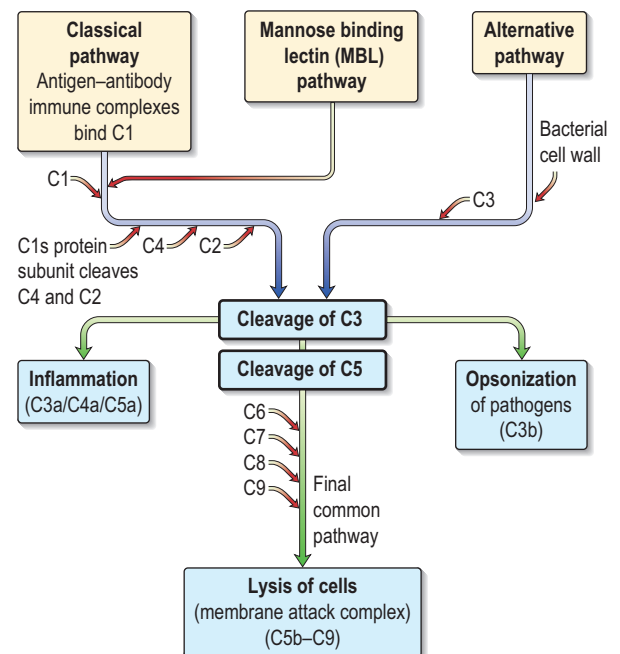 Classical
pathway
Antigen–antibody
immune complexes
bind C1
Mannose binding
lectin (MBL)
pathway
Alternative
pathway
Bacterial
cell wall
C1
C3
C1s protein
subunit cleaves
C4 and C2
C4
C2
Cleavage of C3
Cleavage of C5
Inflammation
(C3a/C4a/C5a)
Opsonization
of pathogens
(C3b)
C6
C7
C8
C9
Final
common
pathway
Lysis of cells
(membrane attack complex)
(C5b–C9)